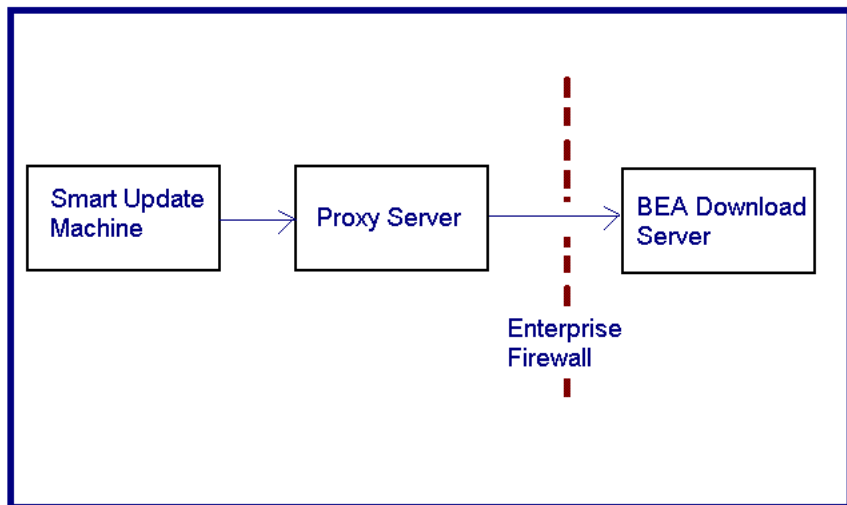 Smart Update
Machine
Proxy Server
BEA Download
Server
Enterprise
Firewall